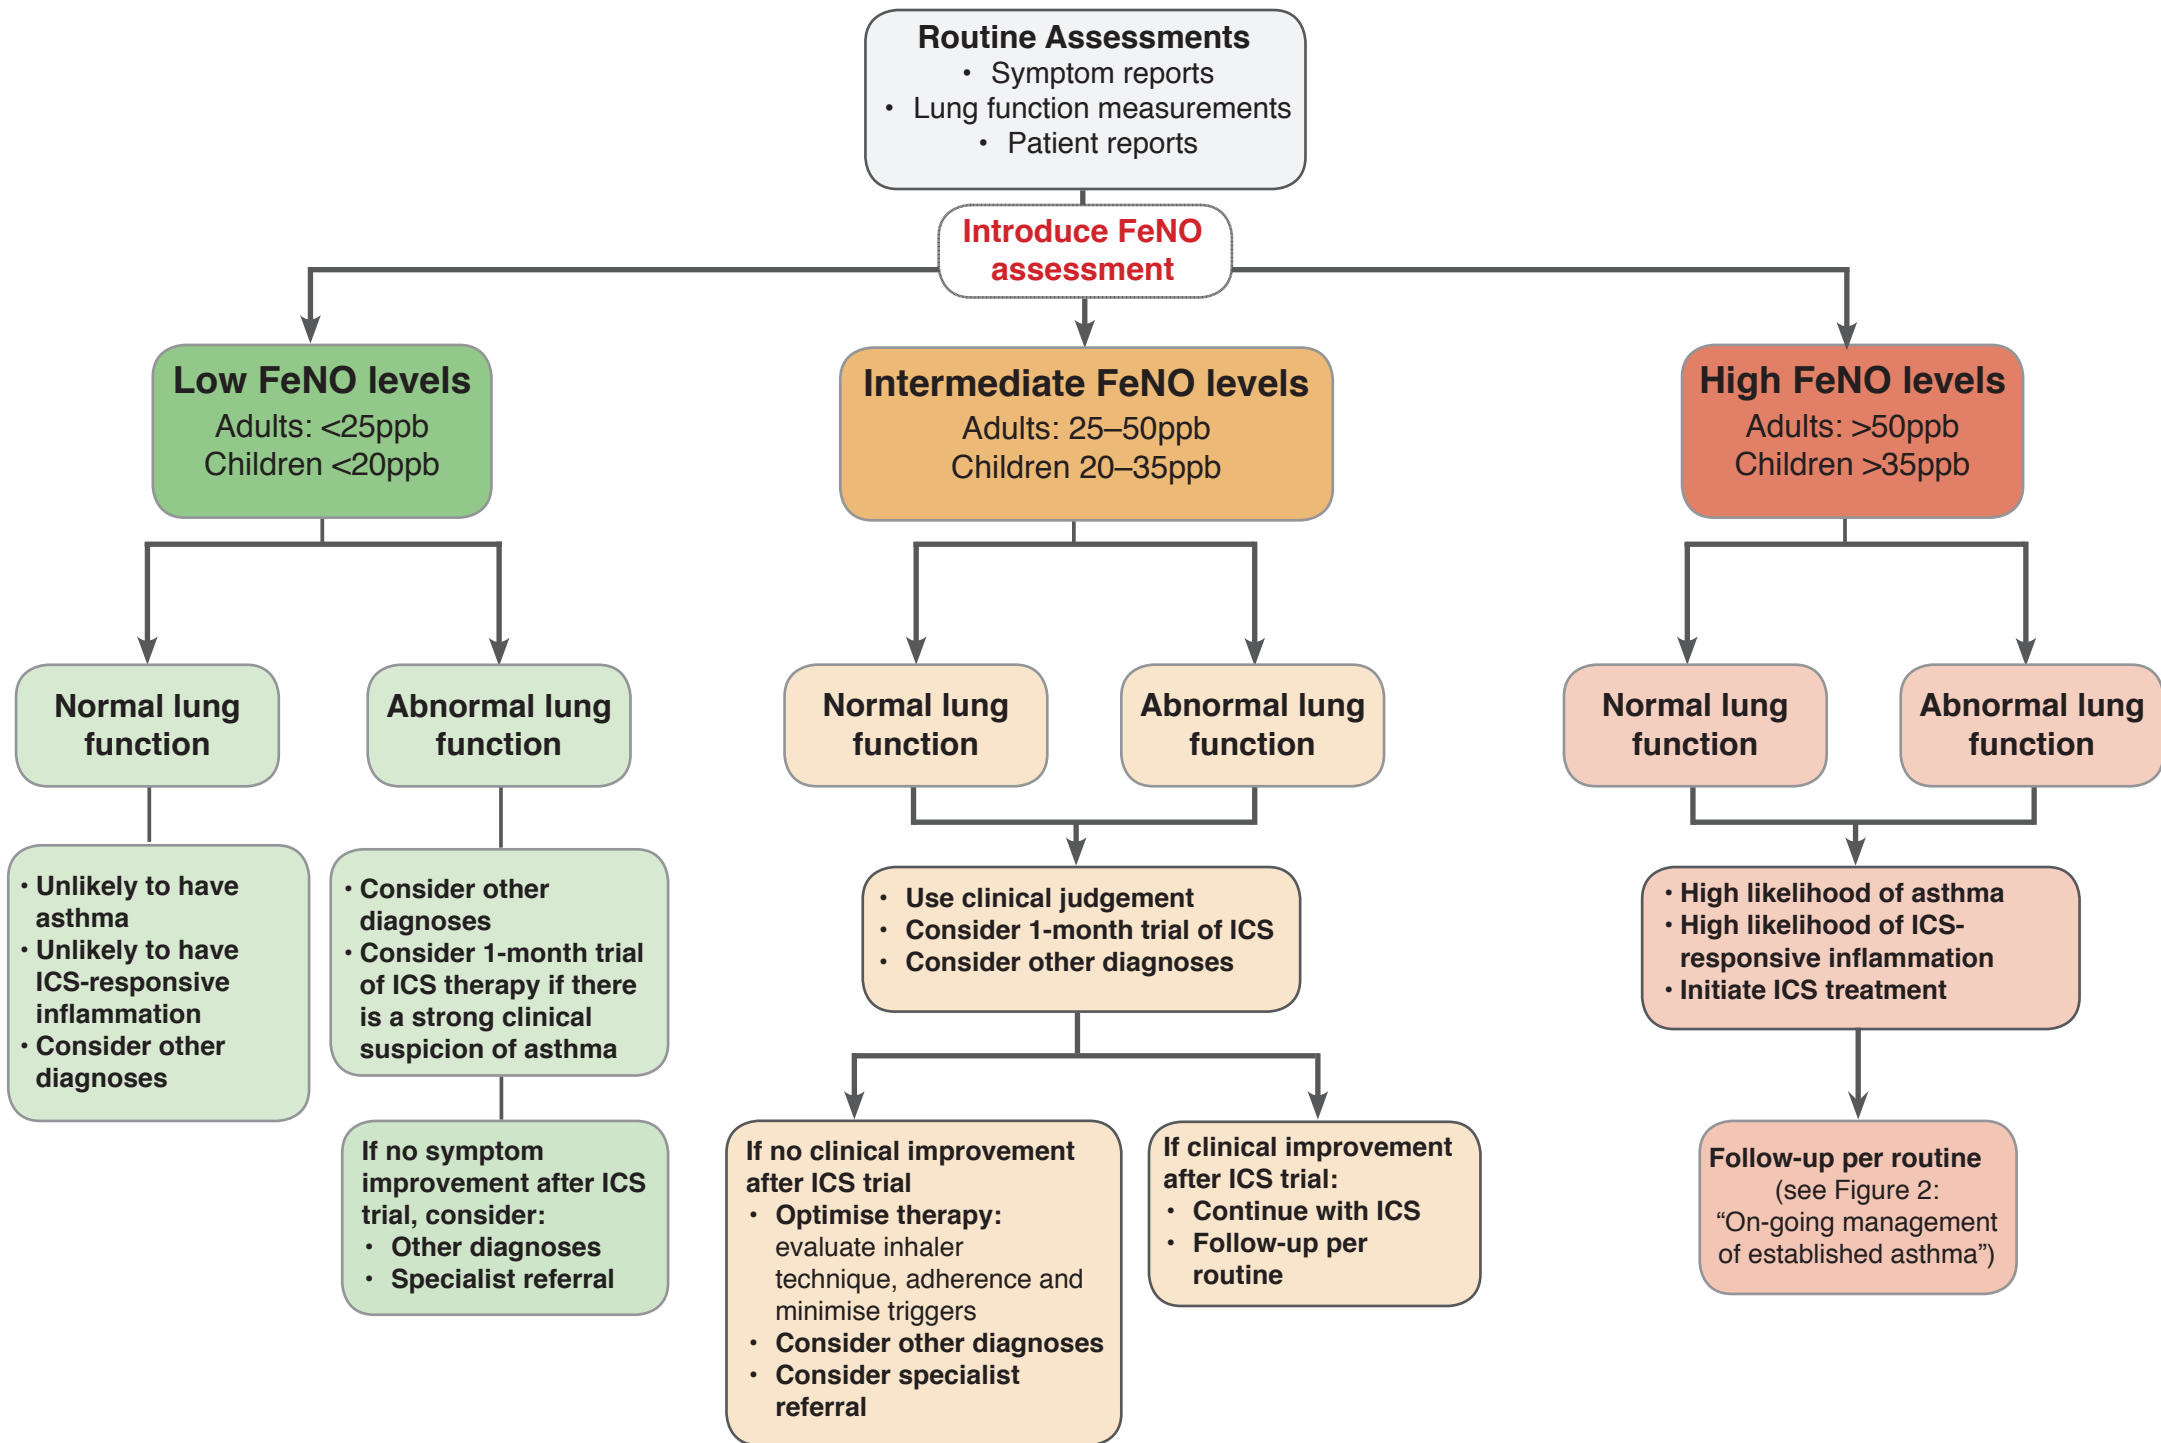 Routine Assessments
• Symptom reports
• Lung function measurements
• Patient reports
Introduce FeNO
assessment
Low FeNO levels
Adults: <25ppb
Children <20ppb
Intermediate FeNO levels
Adults: 25–50ppb
Children 20–35ppb
High FeNO levels
Adults: >50ppb
Children >35ppb
Normal lung
function
Abnormal lung
function
Normal lung
function
Abnormal lung
function
Normal lung
function
Abnormal lung
function
• Unlikely to have
asthma
• Unlikely to have
ICS-responsive
inflammation
• Consider other
diagnoses
• Consider other
diagnoses
• Consider 1-month trial
of ICS therapy if there
is a strong clinical
suspicion of asthma
• Use clinical judgement
• Consider 1-month trial of ICS
• Consider other diagnoses
• High likelihood of asthma
• High likelihood of ICS-
responsive inflammation
• Initiate ICS treatment
If no symptom
improvement after ICS
trial, consider:
• Other diagnoses
• Specialist referral
If no clinical improvement
after ICS trial
• Optimise therapy:
evaluate inhaler
technique, adherence and
minimise triggers
• Consider other diagnoses
• Consider specialist
referral
If clinical improvement
after ICS trial:
• Continue with ICS
• Follow-up per
routine
Follow-up per routine
(see Figure 2:
“On-going management
of established asthma”)